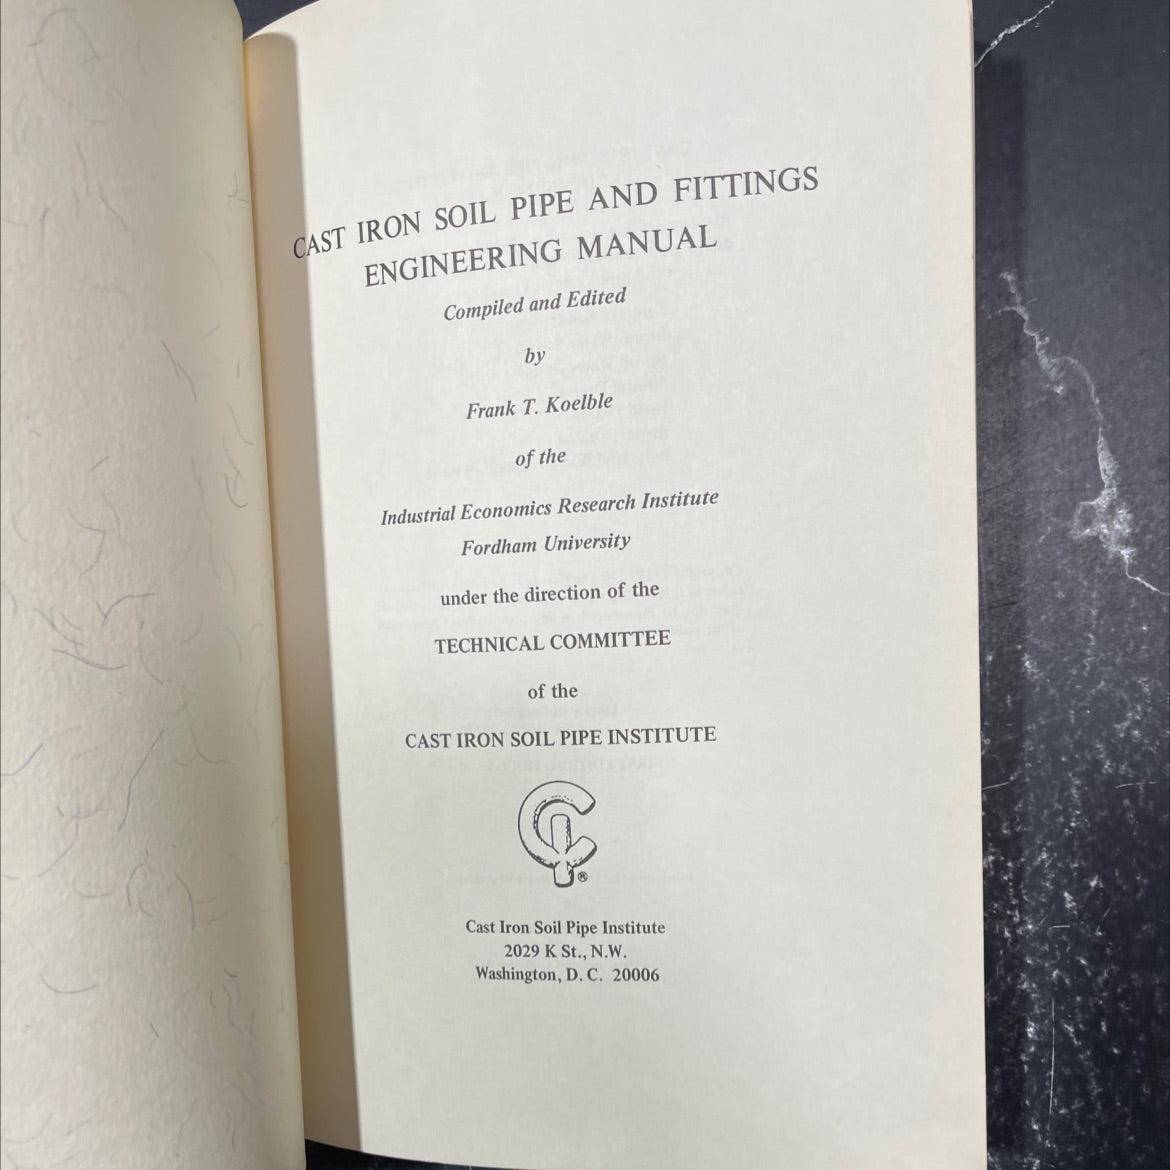 CAST IRON SOIL PIPE AND FITTINGS
ENGINEERING MANUAL
Compiled and Edited
by
Frank T. Koelble
of the
Industrial Economics Research Institute
Fordham University
under the direction of the
TECHNICAL COMMITTEE
of the
CAST IRON SOIL PIPE INSTITUTE
®
Cast Iron Soil Pipe Institute
2029 K St., N.W.
Washington, D. C. 20006